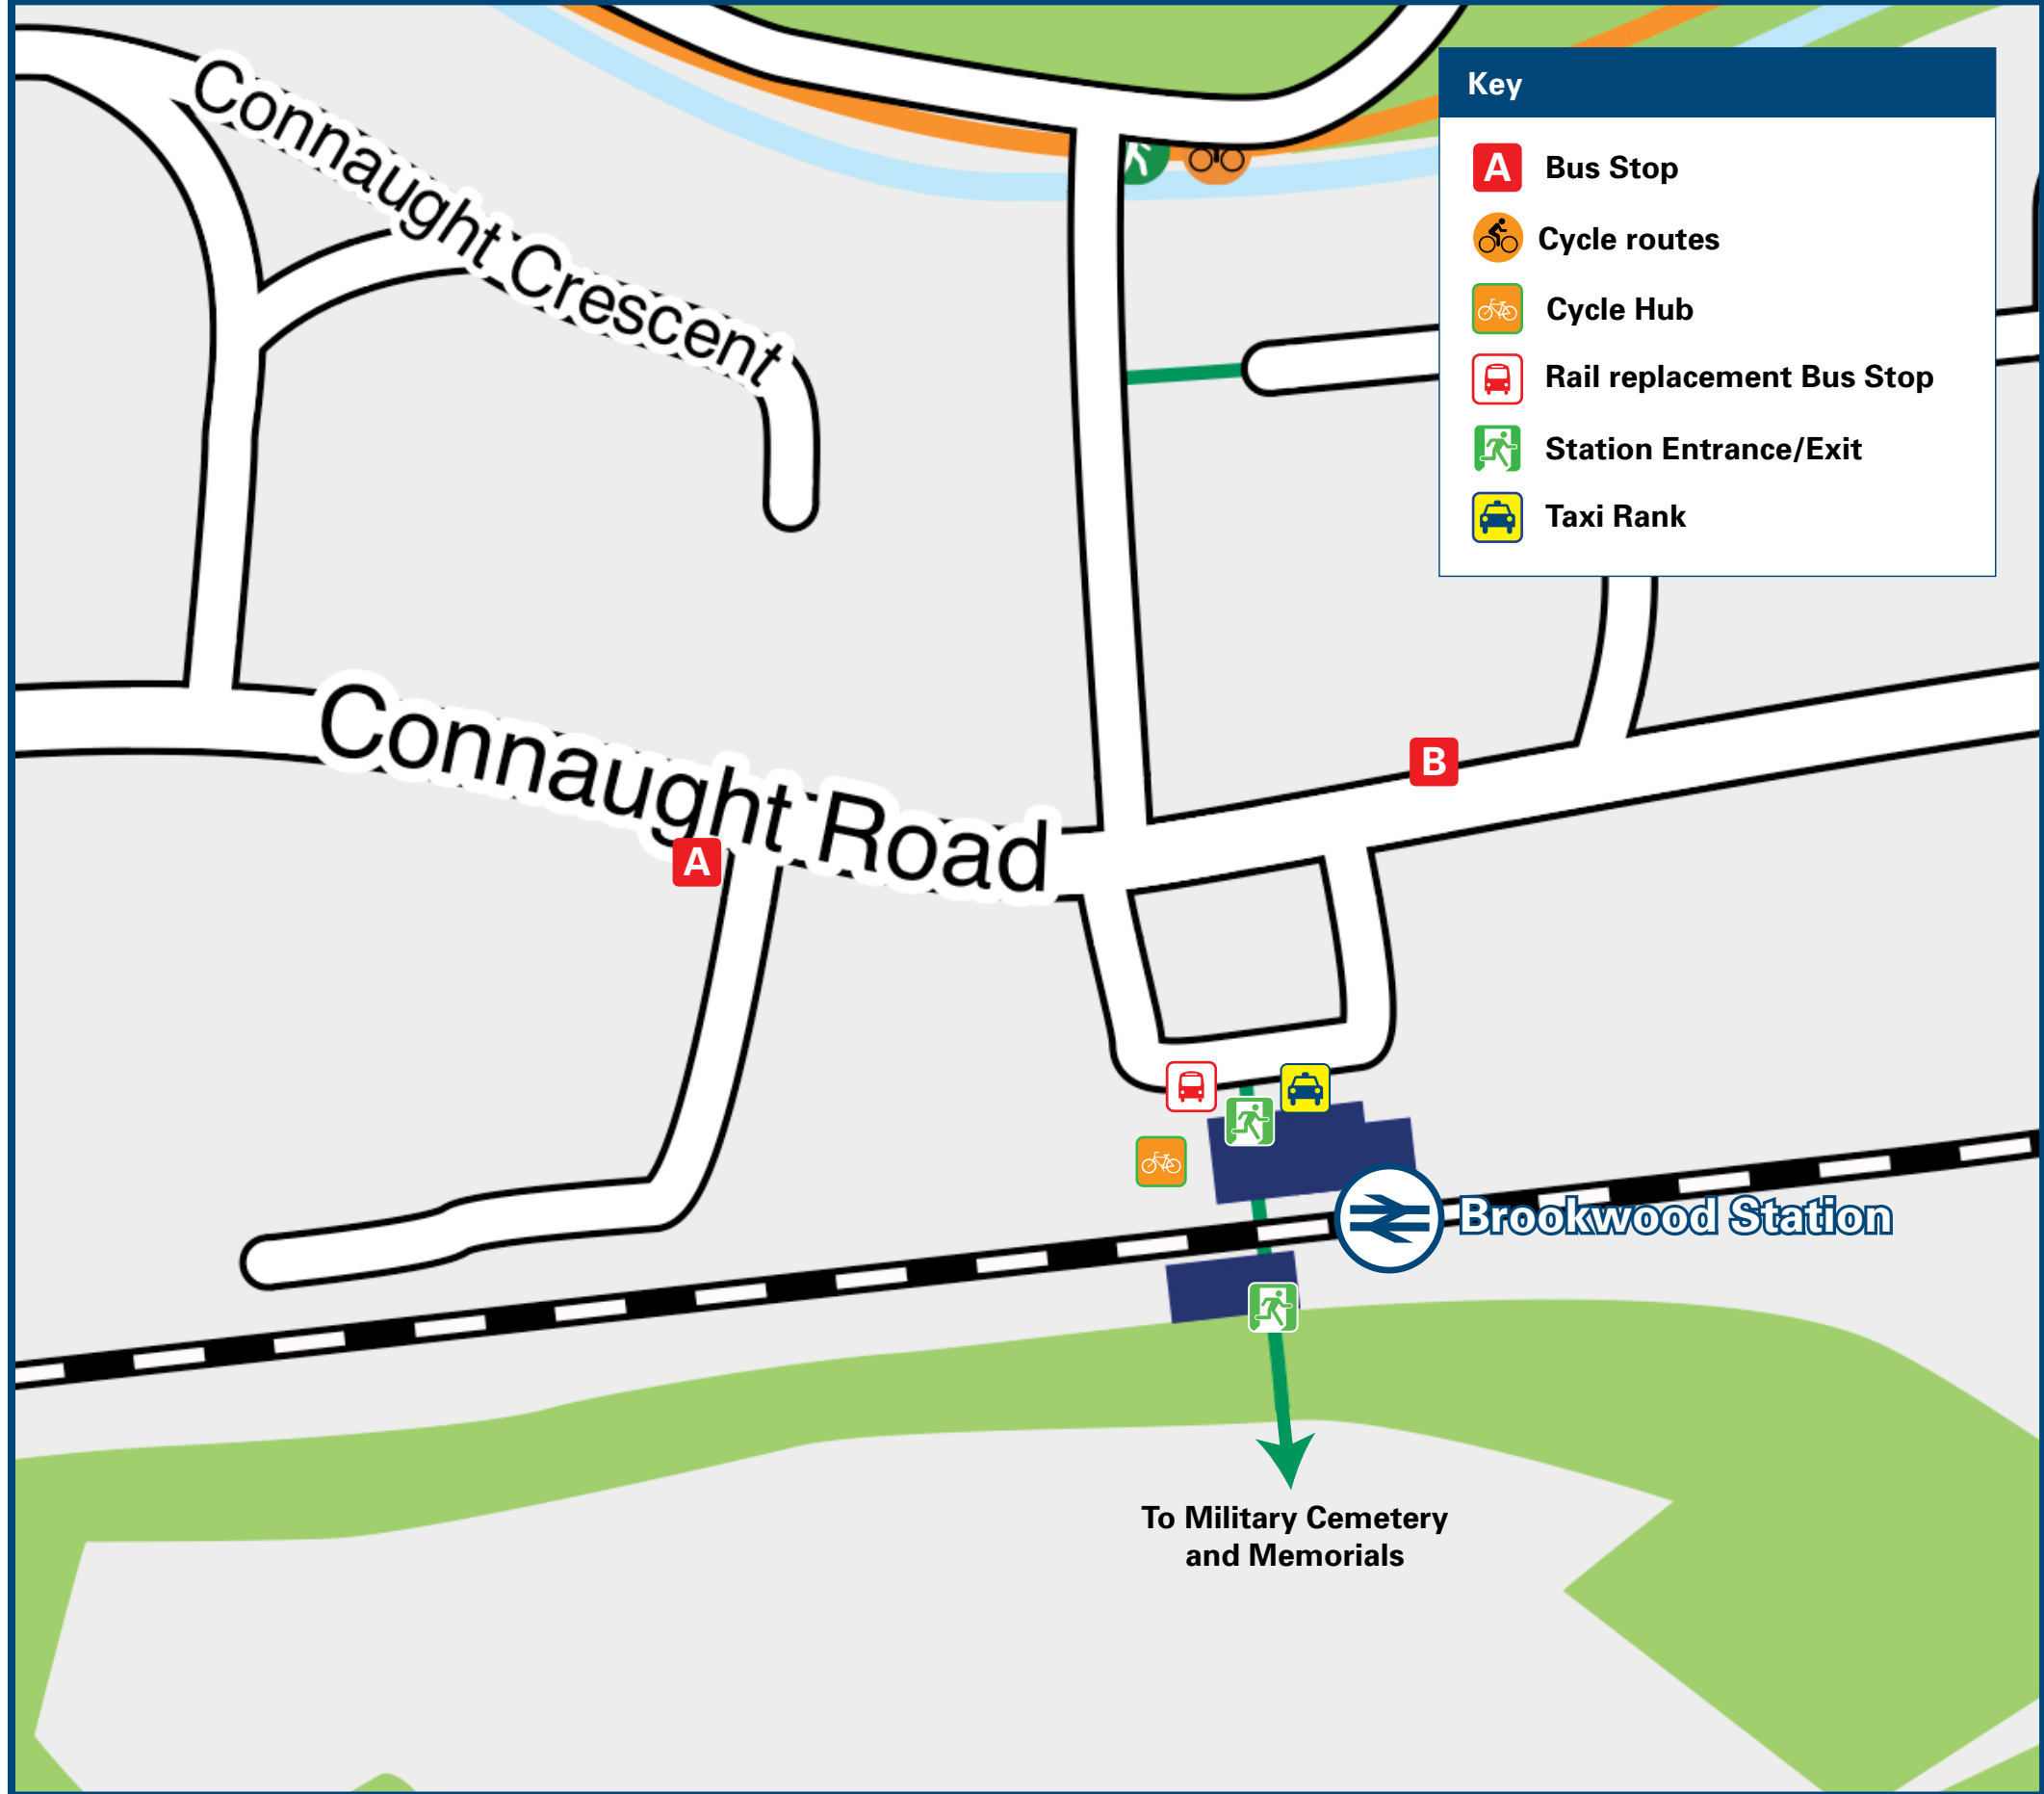 Connaught Crescent
Key
A Bus Stop
Cycle routes
Cycle Hub
Rail replacement Bus Stop
Station Entrance/Exit
Taxi Rank
Connaught Road
B
A
Brookwood Station
To Military Cemetery
and Memorials